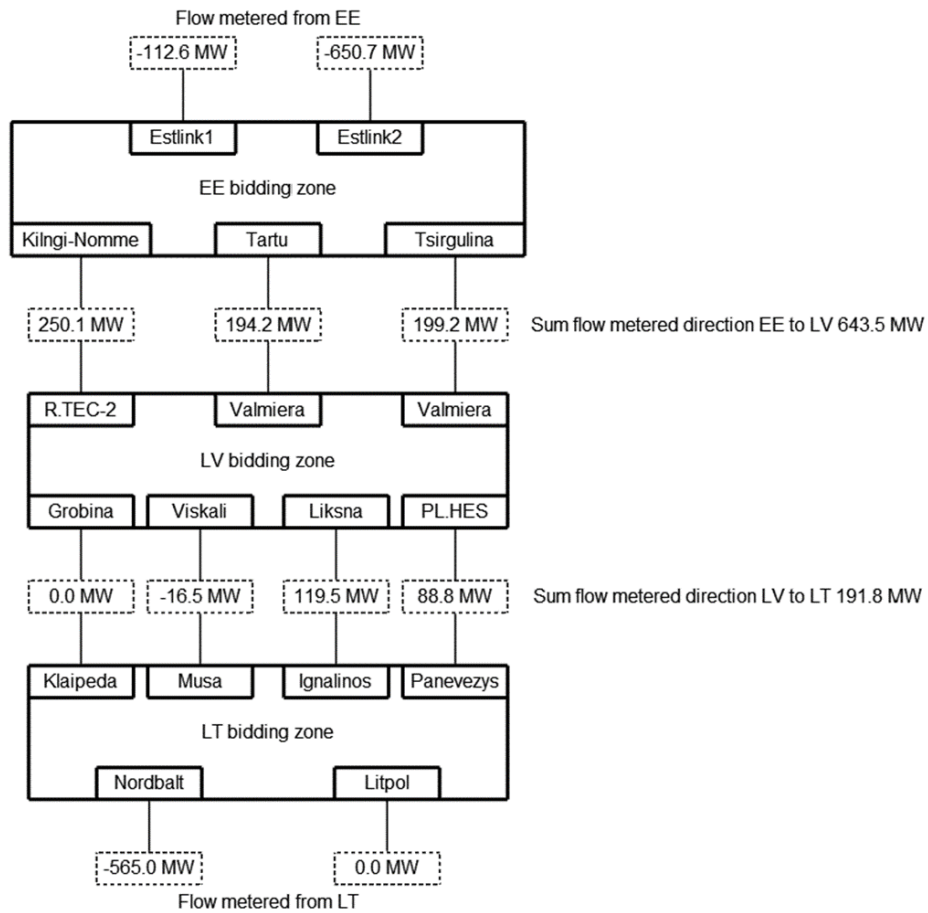 Flow metered from EE
-112.6 MW -650.7 MW
Estlink1 Estlink2
EE bidding zone
Kilngi-Nomme Tartu Tsirgulina
250.1 MW 194.2 MW 199.2 MW Sum flow metered direction EE to LV 643.5 MW
R.TEC-2 Valmiera Valmiera
LV bidding zone
Grobina Viskali Liksna PL.HES
0.0 MW -16.5 MW 119.5 MW 88.8 MW Sum flow metered direction LV to LT 191.8 MW
Klaipeda Musa Ignalinos Panevezys
LT bidding zone
Nordbalt Litpol
-565.0 MW 0.0 MW
Flow metered from LT